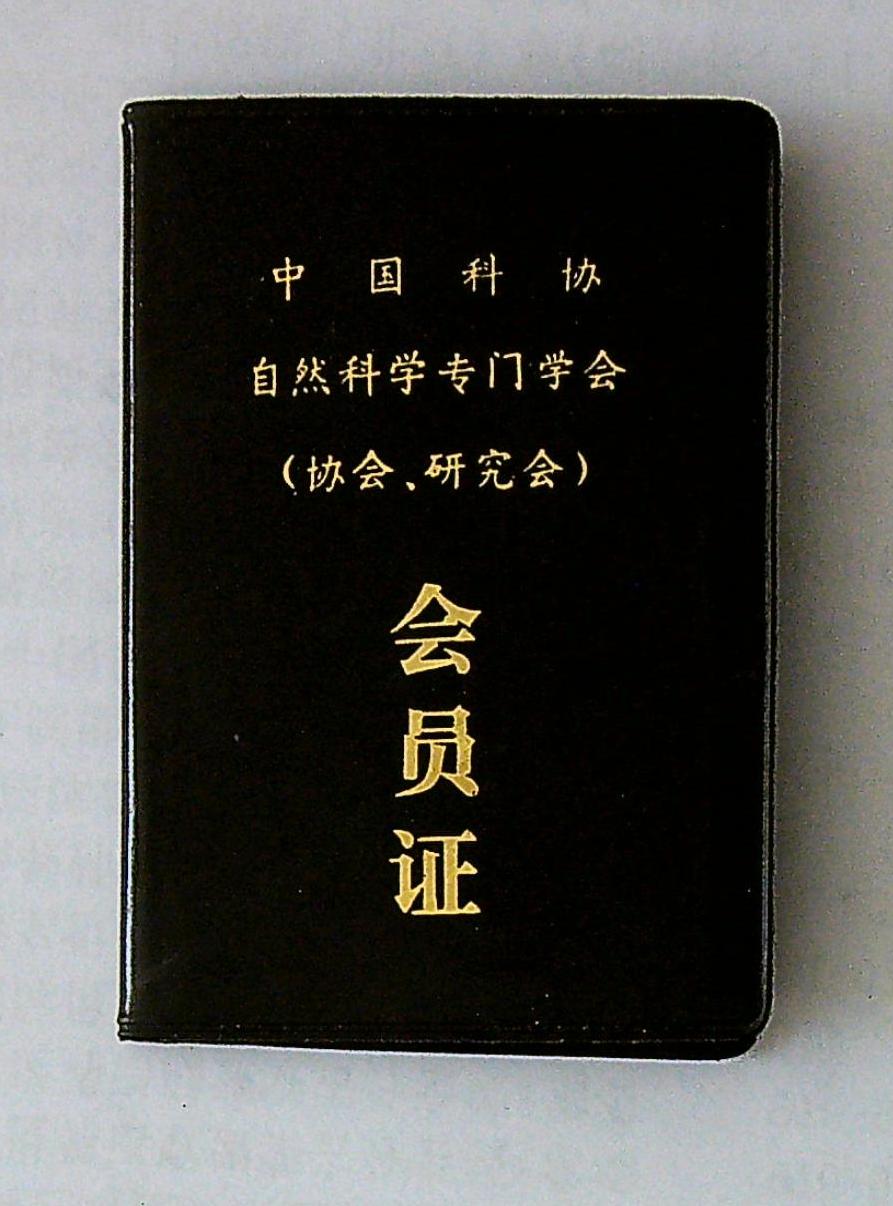 中国科协
自然科学专门学会
（协会、研究会）
会
员
证